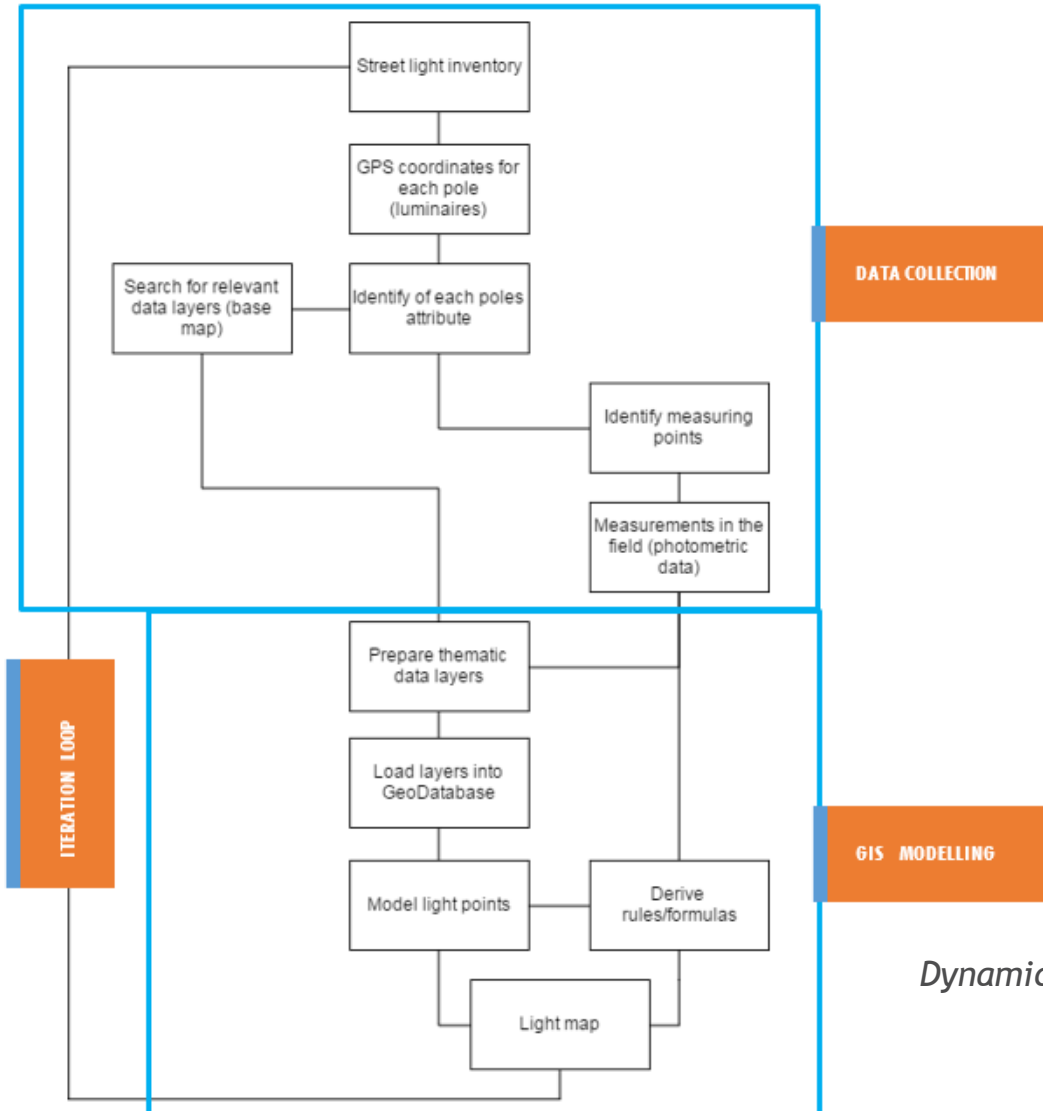 Street light inventory
GPS coordinates for
each pole
(luminaires)
Search for relevant
data layers (base
map)
Identify of each poles
attribute
DATA COLLECTION
Identify measuring
points
Measurements in the
field (photometric
data)
Prepare thematic
data layers
ITERATION LOOP
Load layers into
GeoDatabase
GIS MODELLING
Model light points
Derive
rules/formulas
Dynamic
Light map